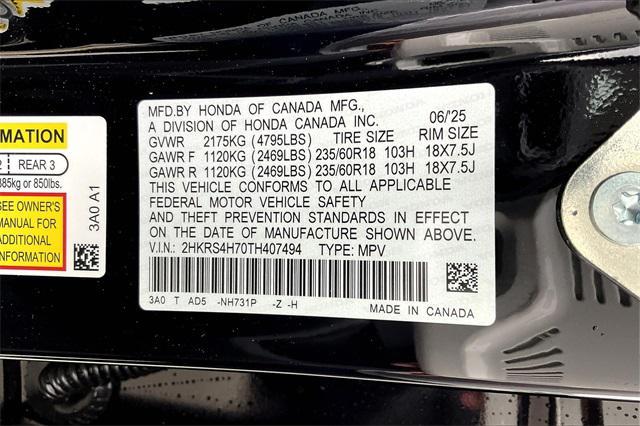 MFD.BY HONDA OF CANADA MFG., 06/'25
A DIVISION OF HONDA CANADA INC. TIRE SIZE RIM SIZE
GVWR 2175KG (4795LBS)
GAWR F 1120KG (2469LBS) 235/60R18 103H 18X7.5J
GAWR R 1120KG (2469LBS) 235/60R18 103H 18X7.5J
THIS VEHICLE CONFORMS TO ALL APPLICABLE
FEDERAL MOTOR VEHICLE SAFETY
AND THEFT PREVENTION STANDARDS IN EFFECT
ON THE DATE OF MANUFACTURE SHOWN ABOVE.
V.I.N.: 2HKRS4H70TH407494 TYPE: MPV
3A0 T AD5 -NH731P -Z -H MADE IN CANADA
MATION
2 REAR 3
385kg or 850lbs.
SEE OWNER'S
MANUAL FOR
ADDITIONAL
INFORMATION
3A0 A1